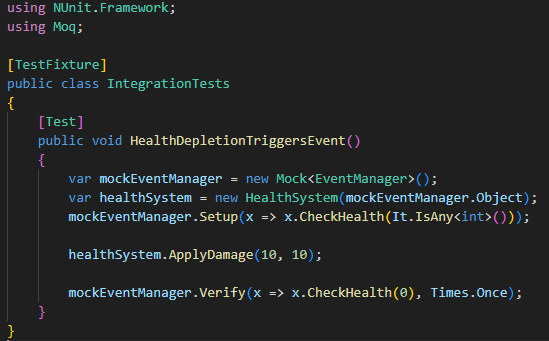 using NUnit.Framework;
using Moq;
[TestFixture]
public class IntegrationTests
{
[Test]
public void HealthDepletionTriggersEvent()
{
var mockEventManager = new Mock<EventManager>();
var healthSystem = new HealthSystem(mockEventManager.Object);
mockEventManager.Setup(x => x.CheckHealth(It.IsAny<int>()));
healthSystem.ApplyDamage(10, 10);
mockEventManager.Verify(x => x.CheckHealth(0), Times.Once);
}
}